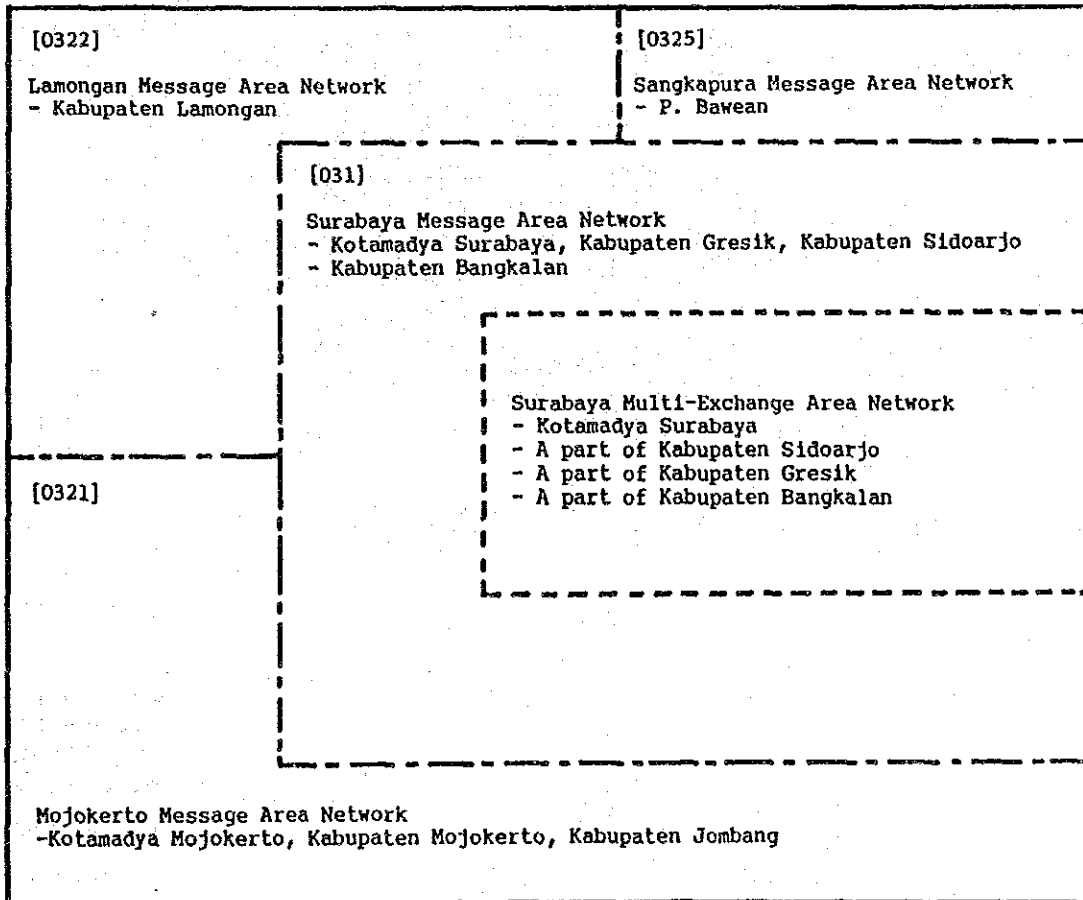 [0322]
Lamongan Message Area Network
- Kabupaten Lamongan
[0325]
Sangkapura Message Area Network
- P. Bawean
[031]
Surabaya Message Area Network
- Kotamadya Surabaya, Kabupaten Gresik, Kabupaten Sidoarjo
- Kabupaten Bangkalan
Surabaya Multi-Exchange Area Network
- Kotamadya Surabaya
- A part of Kabupaten Sidoarjo
- A part of Kabupaten Gresik
- A part of Kabupaten Bangkalan
[0321]
Mojokerto Message Area Network
-Kotamadya Mojokerto, Kabupaten Mojokerto, Kabupaten Jombang